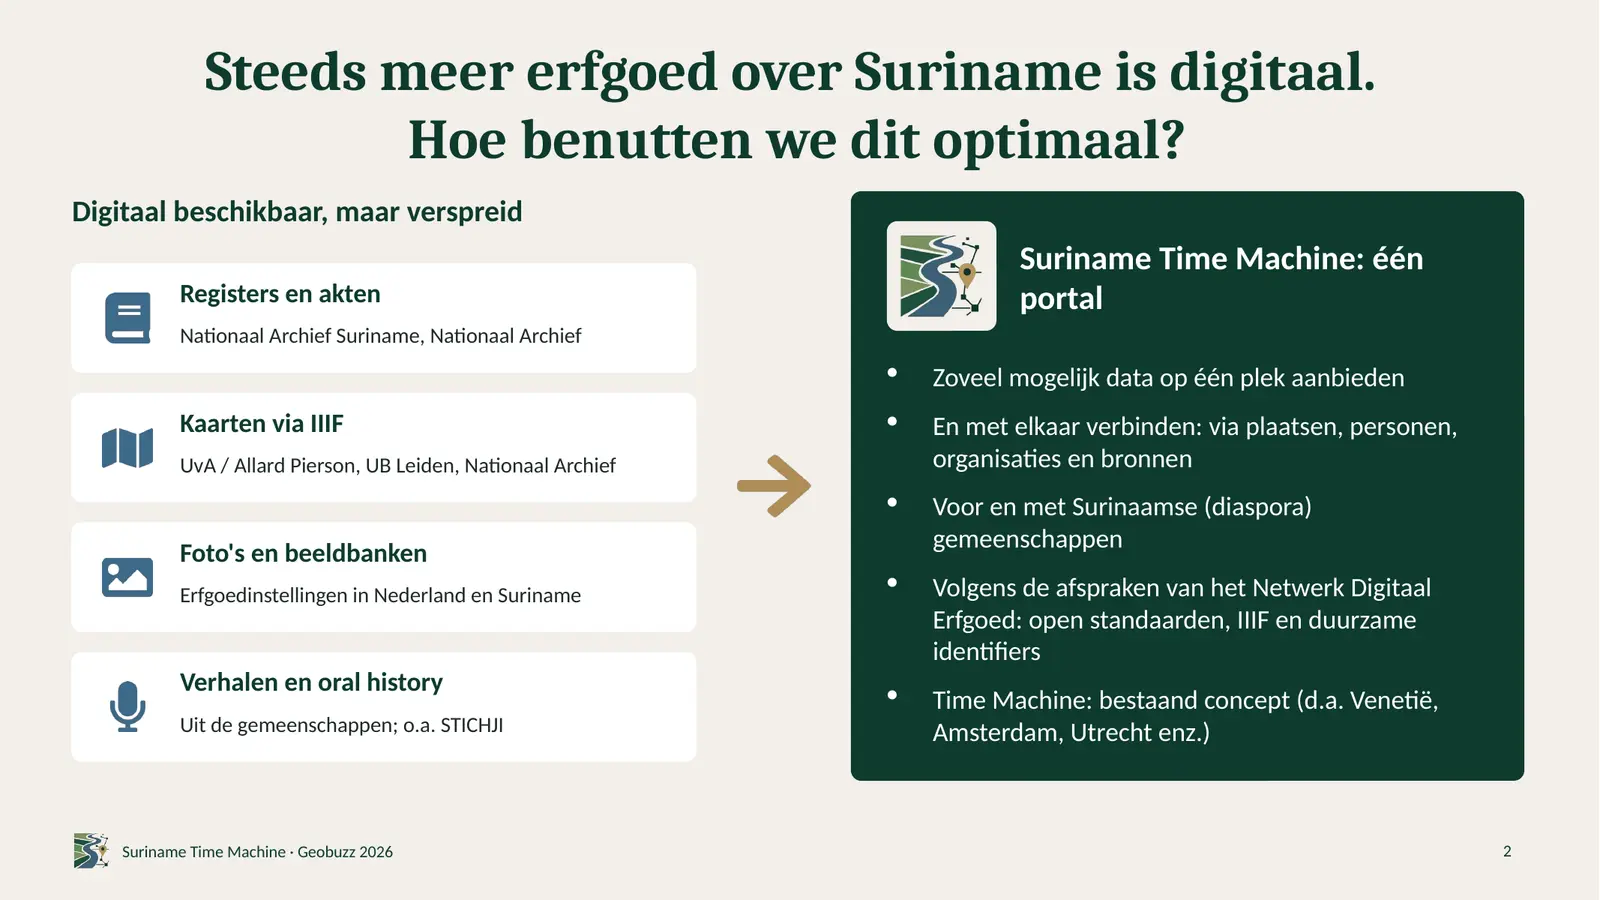 Steeds meer erfgoed over Suriname is digitaal.
Hoe benutten we dit optimaal?
Digitaal beschikbaar, maar verspreid
Registers en akten
Nationaal Archief Suriname, Nationaal Archief
Kaarten via IIIF
UvA / Allard Pierson, UB Leiden, Nationaal Archief
Foto's en beeldbanken
Erfgoedinstellingen in Nederland en Suriname
Verhalen en oral history
Uit de gemeenschappen; o.a. STICHJI
Suriname Time Machine: één
portal
• Zoveel mogelijk data op één plek aanbieden
• En met elkaar verbinden: via plaatsen, personen,
organisaties en bronnen
• Voor en met Surinaamse (diaspora)
gemeenschappen
• Volgens de afspraken van het Netwerk Digitaal
Erfgoed: open standaarden, IIIF en duurzame
identifiers
• Time Machine: bestaand concept (d.a. Venetië,
Amsterdam, Utrecht enz.)
Suriname Time Machine · Geobuzz 2026
2